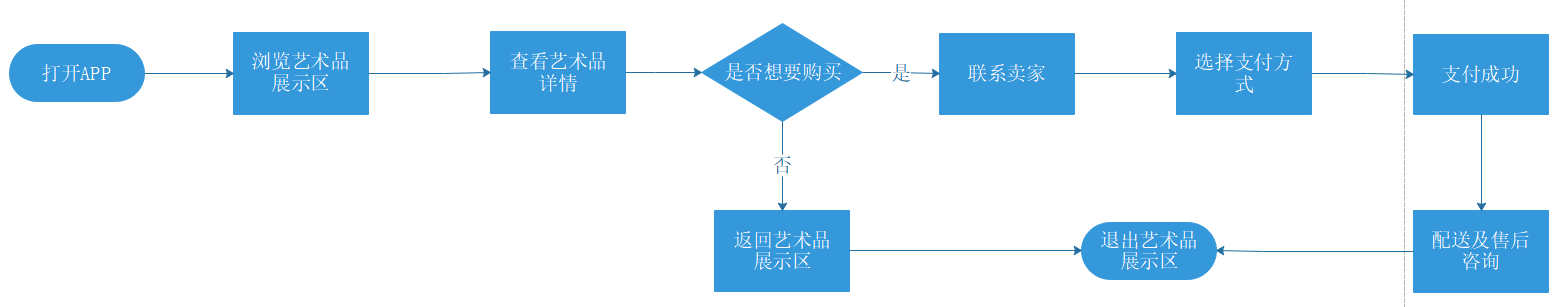 打开APP
浏览艺术品
展示区
查看艺术品
详情
是否想要购买
是
联系卖家
选择支付方
式
支付成功
否
返回艺术品
展示区
退出艺术品
展示区
配送及售后
咨询